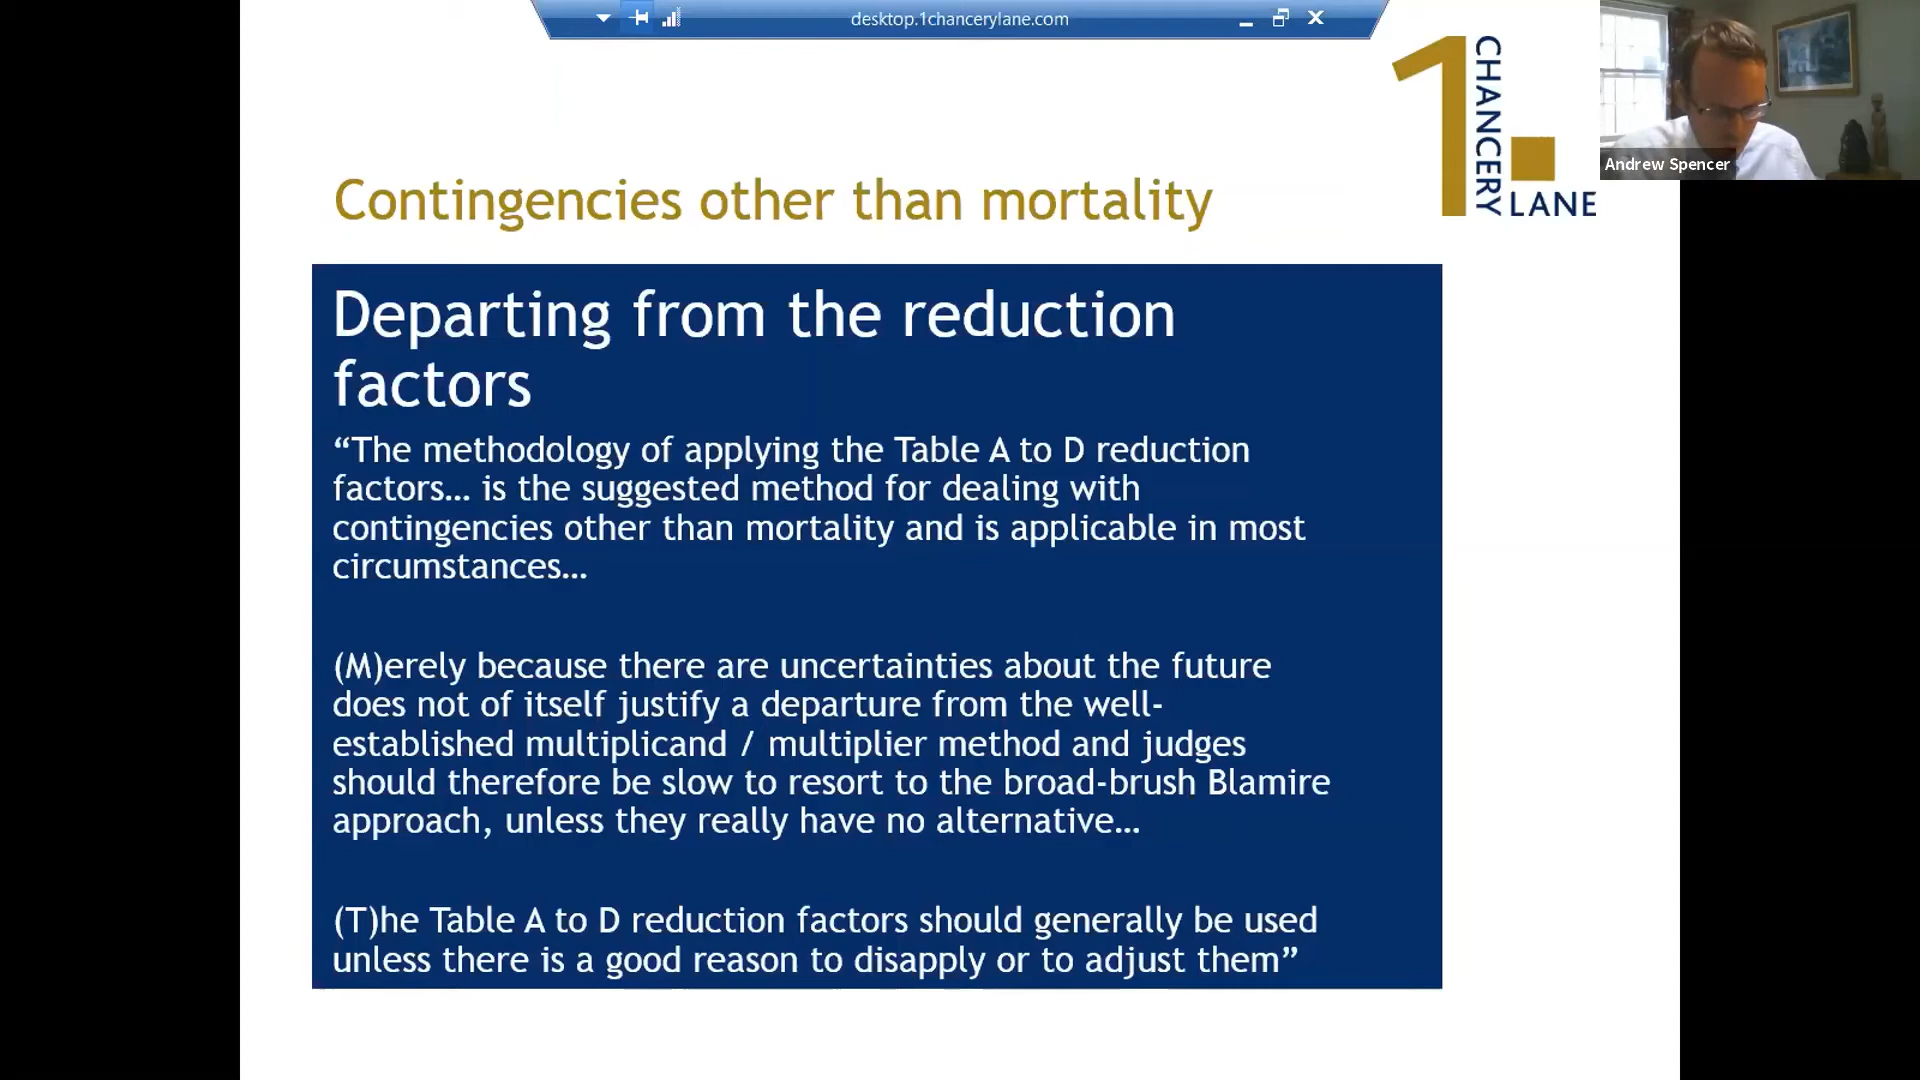 desktop.1chancerylane.com
1 CHANCERY LANE
Andrew Spencer
Contingencies other than mortality
Departing from the reduction
factors
“The methodology of applying the Table A to D reduction
factors… is the suggested method for dealing with
contingencies other than mortality and is applicable in most
circumstances…
(M)erely because there are uncertainties about the future
does not of itself justify a departure from the well-
established multiplicand / multiplier method and judges
should therefore be slow to resort to the broad-brush Blamire
approach, unless they really have no alternative…
(T)he Table A to D reduction factors should generally be used
unless there is a good reason to disapply or to adjust them”